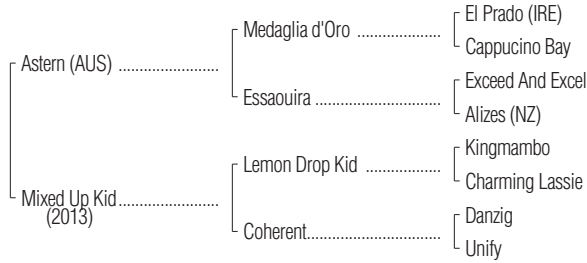 El Prado (IRE)
Medaglia d'Oro ....................
Cappucino Bay
Astern (AUS) ........................
Exceed And Excel
Essaouira ..............................
Alizes (NZ)
Kingmambo
Lemon Drop Kid ..................
Charming Lassie
Mixed Up Kid ........................
(2013)
Danzig
Coherent................................
Unify